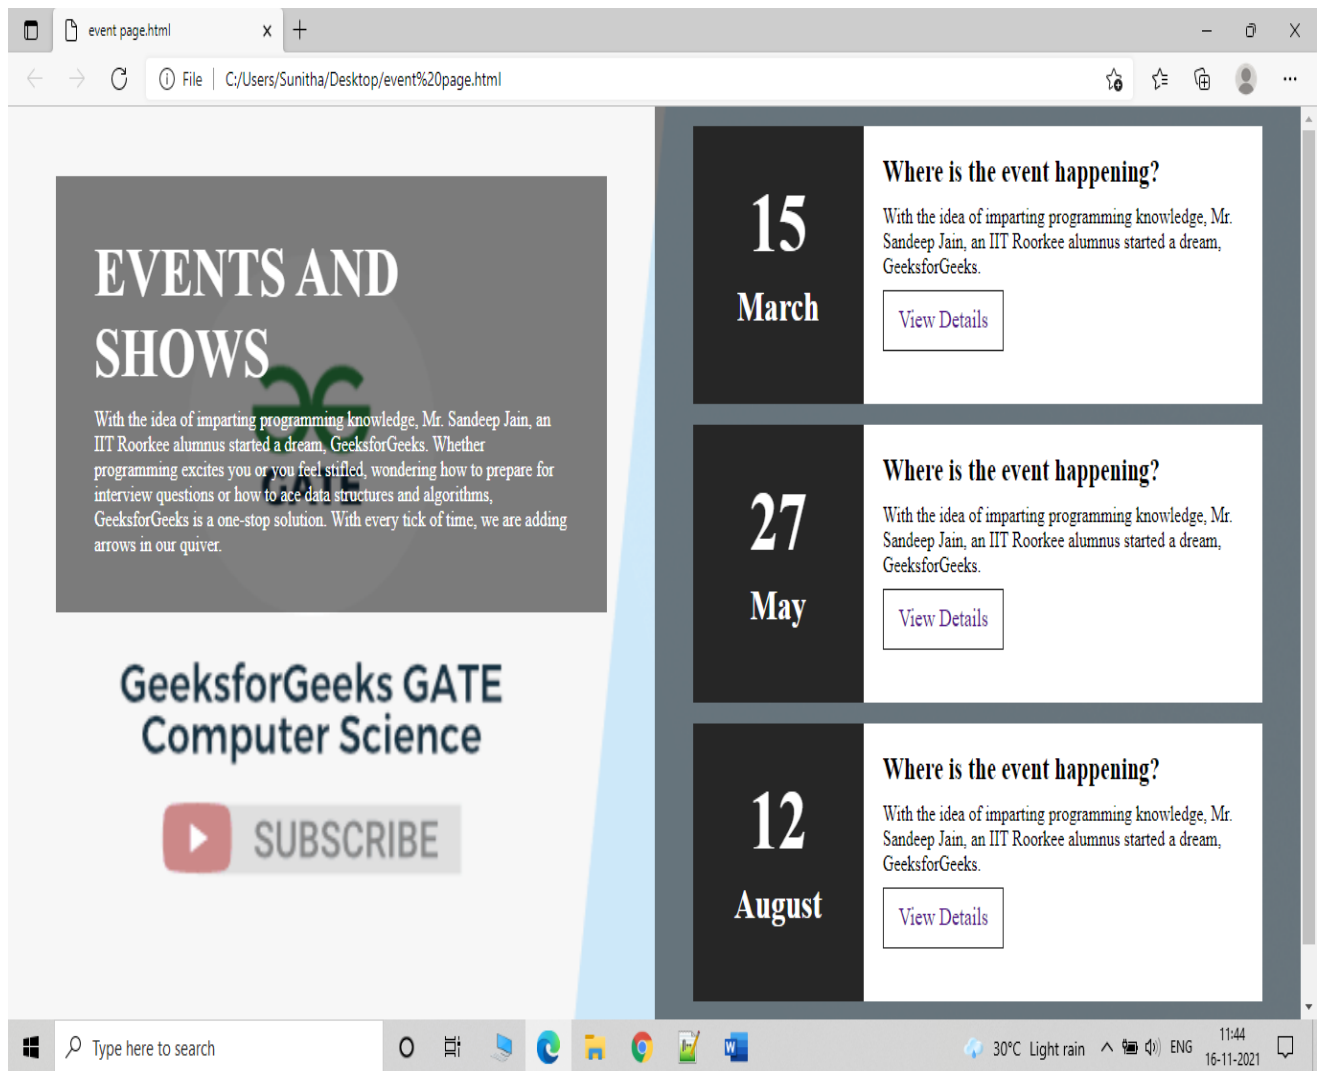 event page.html
File
C:/Users/Sunitha/Desktop/event%20page.html
EVENTS AND
SHOWS
With the idea of imparting programming knowledge, Mr. Sandeep Jain, an
IIT Roorkee alumnus started a dream, GeeksforGeeks. Whether
programming excites you or you feel stifled, wondering how to prepare for
interview questions or how to ace data structures and algorithms,
GeeksforGeeks is a one-stop solution. With every tick of time, we are adding
arrows in our quiver.
GATE
GeeksforGeeks GATE
Computer Science
SUBSCRIBE
15
March
Where is the event happening?
With the idea of imparting programming knowledge, Mr.
Sandeep Jain, an IIT Roorkee alumnus started a dream,
GeeksforGeeks.
View Details
27
May
Where is the event happening?
With the idea of imparting programming knowledge, Mr.
Sandeep Jain, an IIT Roorkee alumnus started a dream,
GeeksforGeeks.
View Details
12
August
Where is the event happening?
With the idea of imparting programming knowledge, Mr.
Sandeep Jain, an IIT Roorkee alumnus started a dream,
GeeksforGeeks.
View Details
Type here to search
30°C Light rain
ENG
11:44
16-11-2021